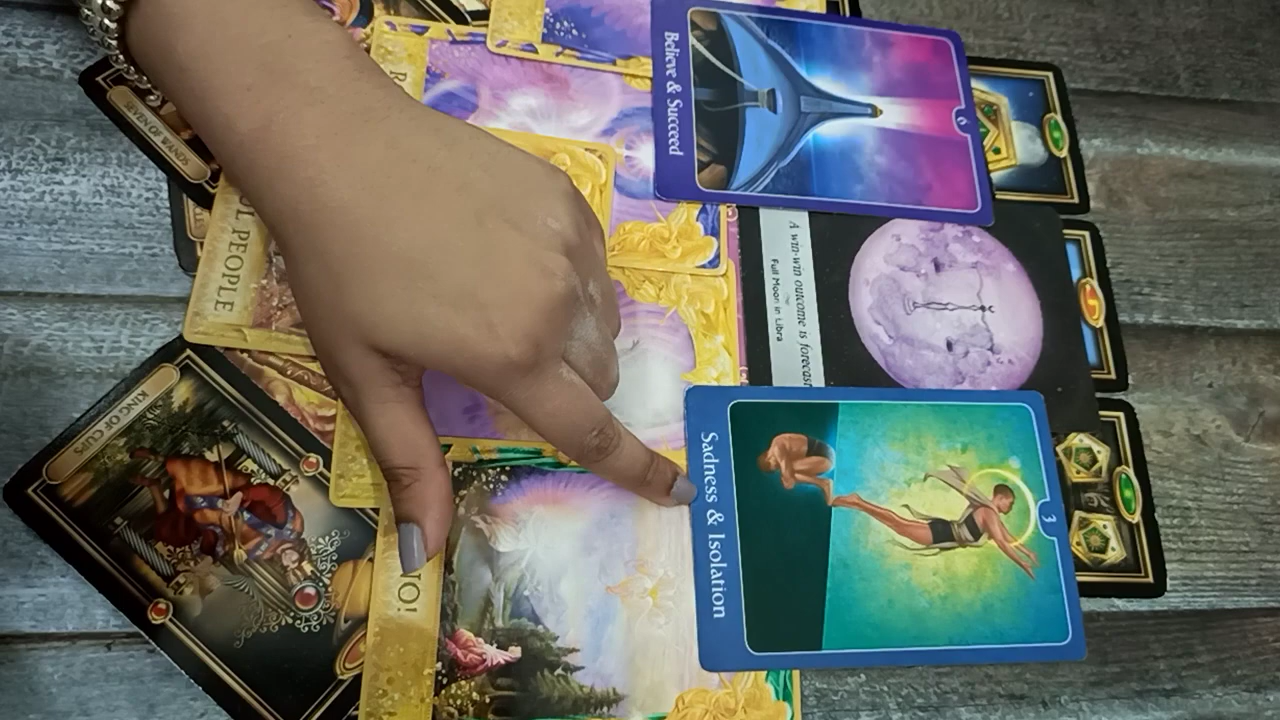 SEVEN OF WANDS
Believe & Succeed
6
A win-win outcome is forecast
Full Moon in Libra
PEOPLE
KING OF CUPS
NO!
Sadness & Isolation
3